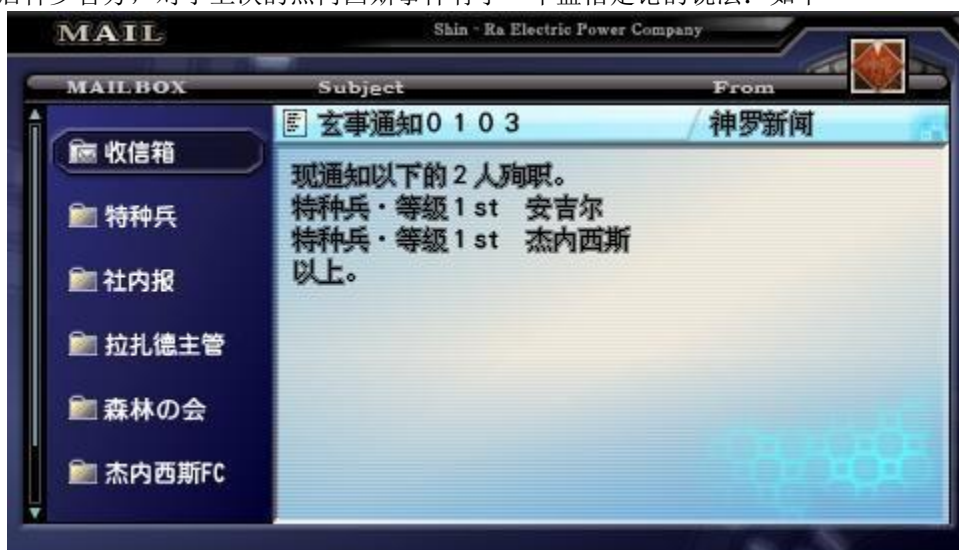 MAIL
Shin-Ra Electric Power Company
MAILBOX Subject From
玄事通知0103 神罗新闻
现通知以下的2人殉职。
特种兵·等级1st 安吉尔
特种兵·等级1st 杰内西斯
以上。
收信箱
特种兵
社内报
拉扎德主管
森林の会
杰内西斯FC